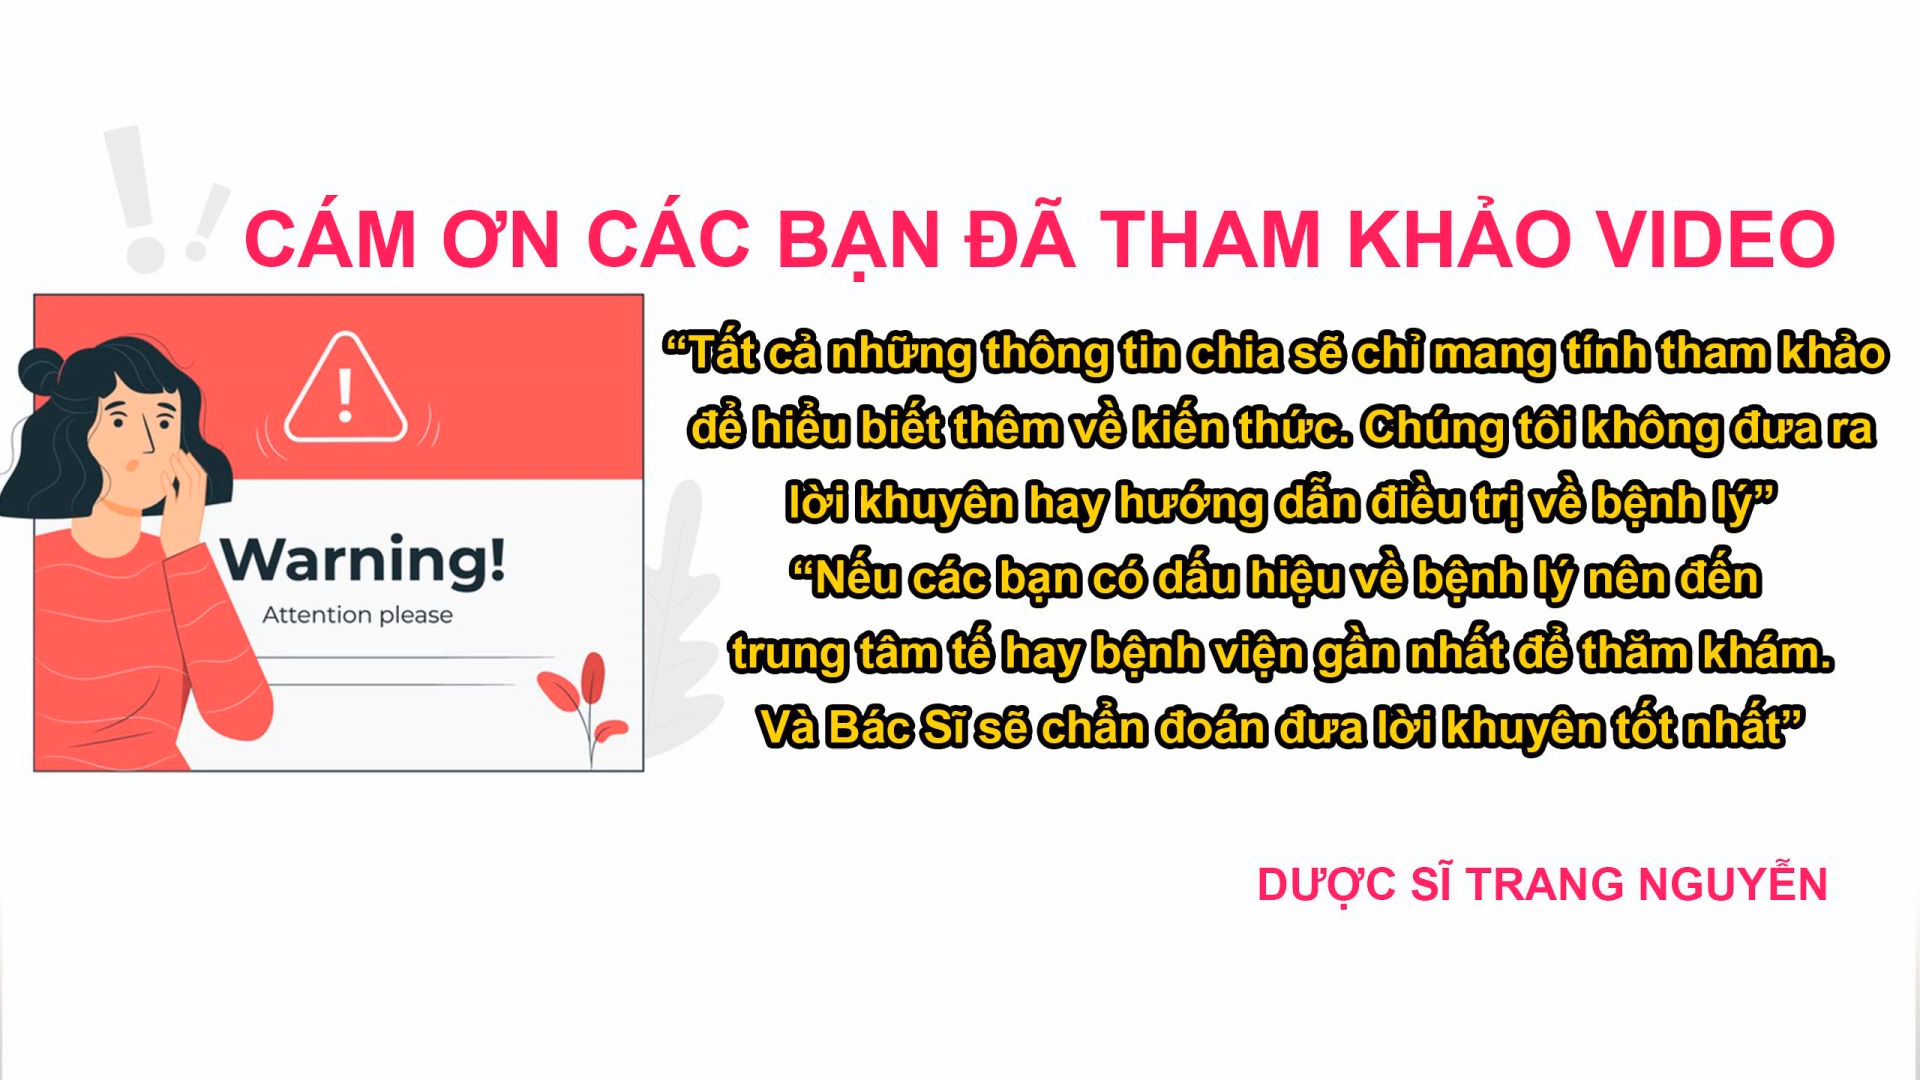 CÁM ƠN CÁC BẠN ĐÃ THAM KHẢO VIDEO
Warning!
Attention please
“Tất cả những thông tin chia sẽ chỉ mang tính tham khảo
để hiểu biết thêm về kiến thức. Chúng tôi không đưa ra
lời khuyên hay hướng dẫn điều trị về bệnh lý”
“Nếu các bạn có dấu hiệu về bệnh lý nên đến
trung tâm tế hay bệnh viện gần nhất để thăm khám.
Và Bác Sĩ sẽ chẩn đoán đưa lời khuyên tốt nhất”
DƯỢC SĨ TRANG NGUYỄN